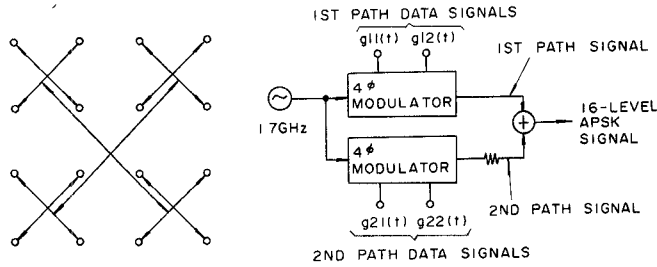 1ST PATH DATA SIGNALS
g11(t) g12(t)
1ST PATH SIGNAL
4φ
MODULATOR
1.7GHz
16-LEVEL
APSK
SIGNAL
+
4φ
MODULATOR
g21(t) g22(t)
2ND PATH SIGNAL
2ND PATH DATA SIGNALS